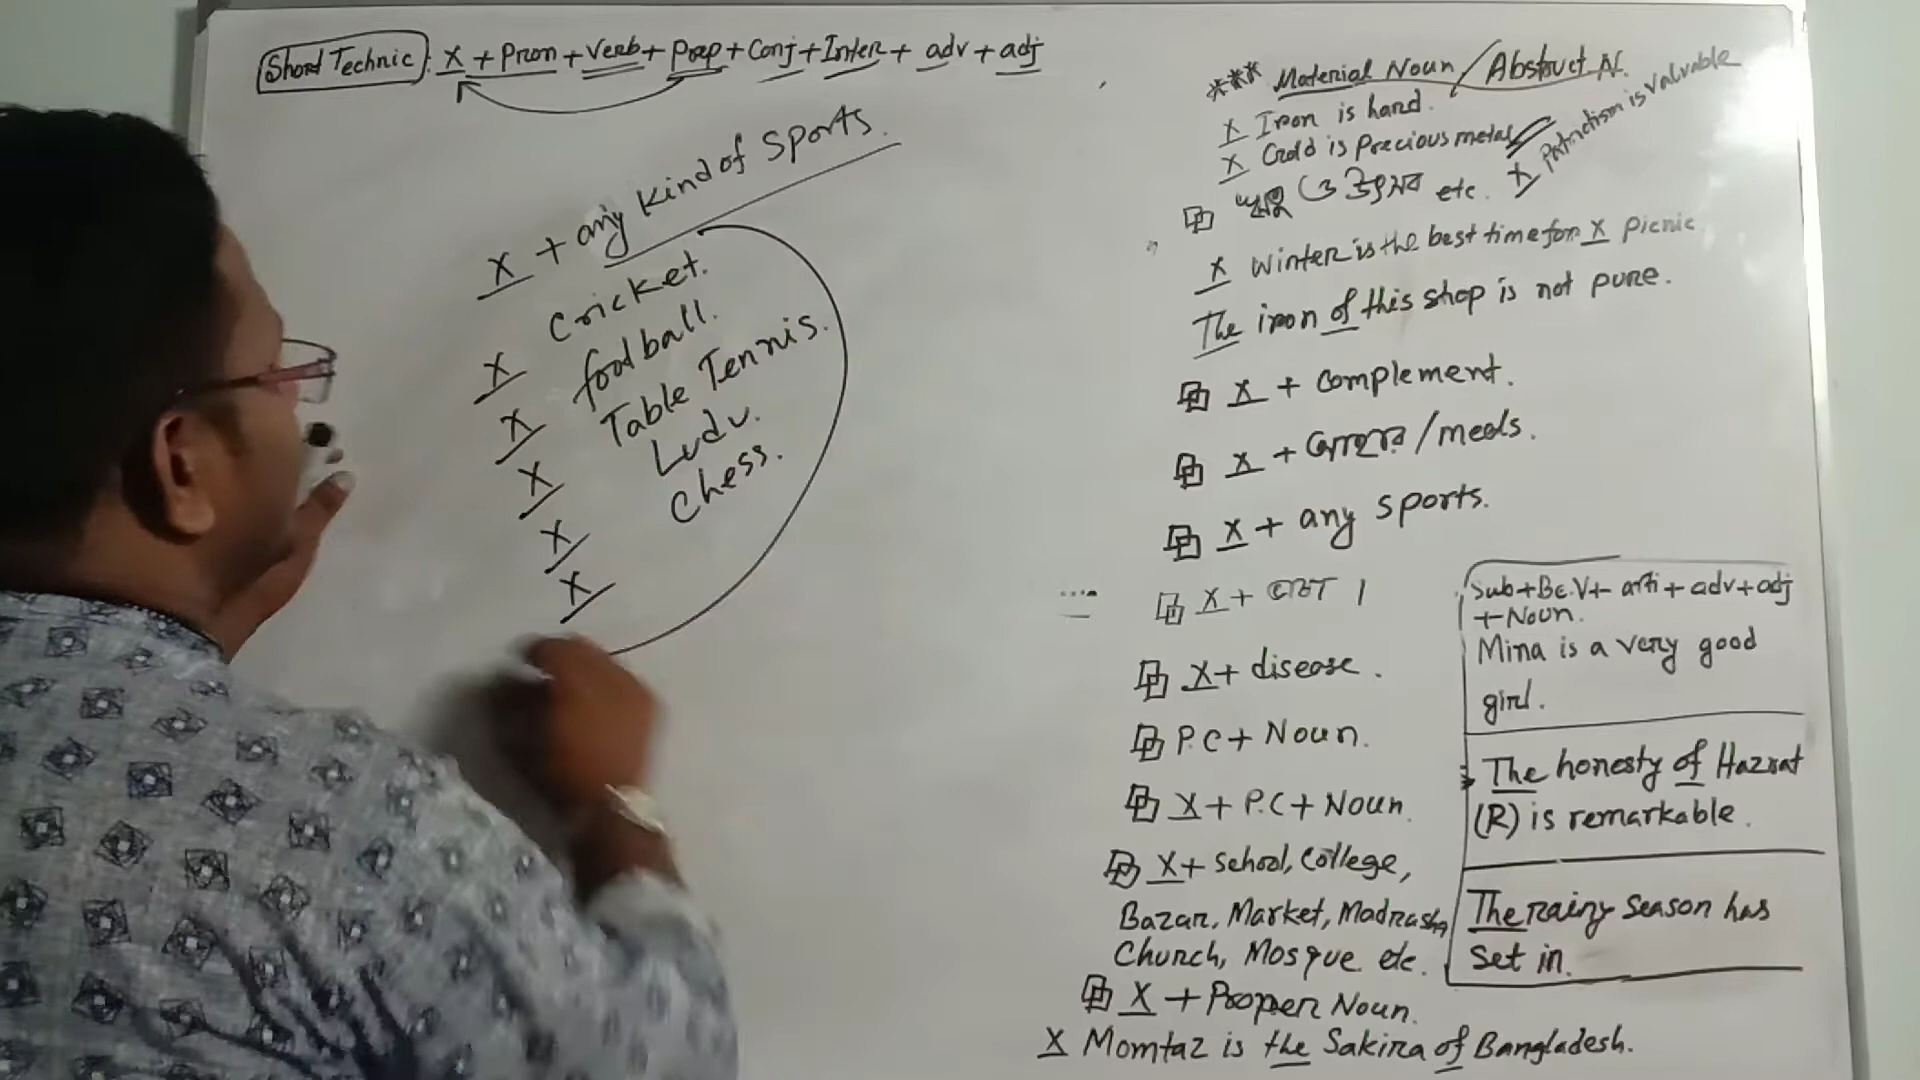 Short Technic: X + Pron + Verb + Prep + Conj + Inter + adv + adj
X + any Kind of Sports.
X Cricket.
X football.
X Table Tennis.
X Ludu.
X Chess.
*** Material Noun / Abstruct N.
X Iron is hard.
X Gold is Precious metal
X Patriotism is valuable
ঋতু ও উৎসব etc.
X Winter is the best time for X Picnic
The iron of this shop is not pure.
X + complement.
X + /meals.
X + any sports.
X +
X + disease.
P.C + Noun.
X + P.C + Noun.
X + School, College,
Bazar, Market, Madrasha
Church, Mosque etc.
X + Proper Noun.
X Momtaz is the Sakira of Bangladesh.
Sub + Be.V + arti + adv + adj
+ Noun.
Mina is a very good
girl.
The honesty of Hazrat
(R) is remarkable.
The rainy season has
set in.